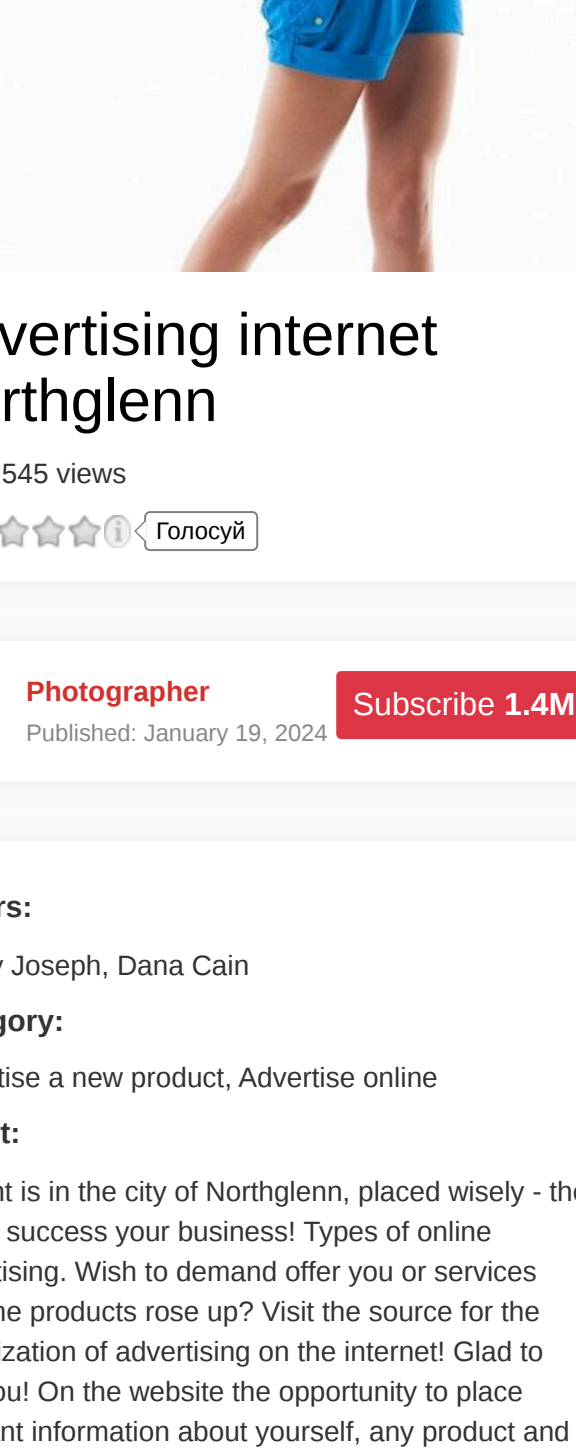 vertising internet
rthglenn
545 views
Голосуй
Photographer
Subscribe 1.4M
Published: January 19, 2024
rs:
Joseph, Dana Cain
gory:
tise a new product, Advertise online
t:
nt is in the city of Northglenn, placed wisely - the
success your business! Types of online
tising. Wish to demand offer you or services
ne products rose up? Visit the source for the
ization of advertising on the internet! Glad to
ou! On the website the opportunity to place
nt information about yourself, any product and